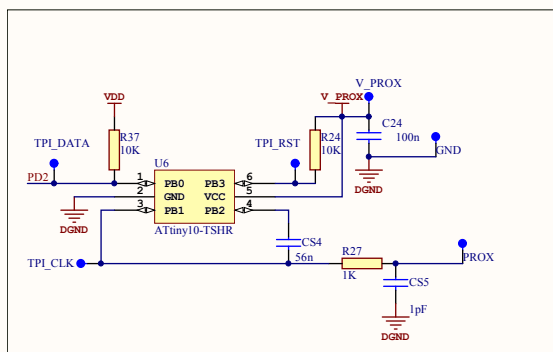 V_PROX
VDD
V_PROX
R37
10K
R24
10K
C24
100n
TPI_DATA
TPI_RST
GND
U6
PD2
1
PB0
PB3
6
DGND
2
GND
VCC
5
3
PB1
PB2
4
DGND
ATtiny10-TSHR
CS4
56n
TPI_CLK
R27
1K
PROX
CS5
1pF
DGND